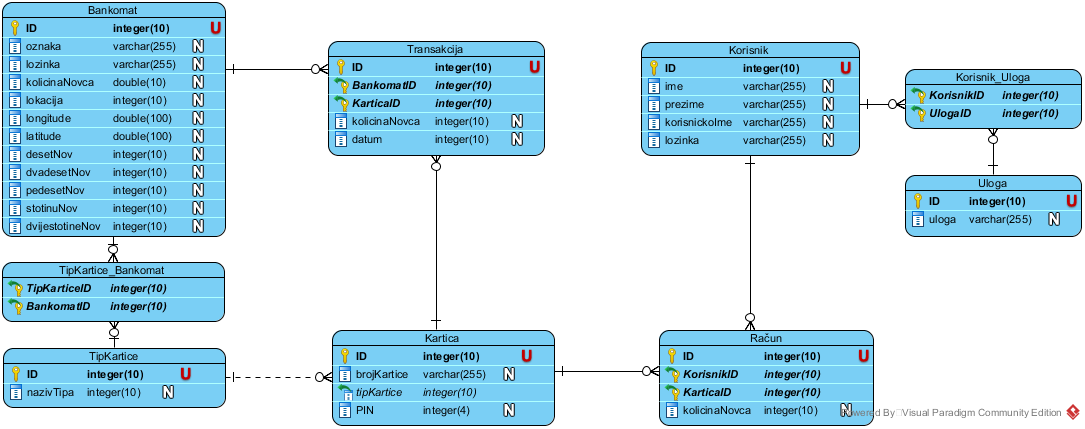 Bankomat
ID integer(10) U
oznaka varchar(255) N
lozinka varchar(255) N
kolicinaNovca double(10) N
lokacija integer(10) N
longitude double(100) N
latitude double(100) N
desetNov integer(10) N
dvadesetNov integer(10) N
pedesetNov integer(10) N
stotinuNov integer(10) N
dvijestotineNov integer(10) N
Transakcija
ID integer(10) U
BankomatID integer(10)
KarticaID integer(10)
kolicinaNovca integer(10) N
datum integer(10) N
Korisnik
ID integer(10) U
ime varchar(255) N
prezime varchar(255) N
korisnickoIme varchar(255) N
lozinka varchar(255) N
Korisnik_Uloga
KorisnikID integer(10)
UlogaID integer(10)
Uloga
ID integer(10) U
uloga varchar(255) N
TipKartice_Bankomat
TipKarticeID integer(10)
BankomatID integer(10)
TipKartice
ID integer(10) U
nazivTipa integer(10) N
Kartica
ID integer(10) U
brojKartice varchar(255) N
tipKartice integer(10)
PIN integer(4) N
Račun
ID integer(10) U
KorisnikID integer(10)
KarticaID integer(10)
kolicinaNovca integer(10) N
Powered By Visual Paradigm Community Edition